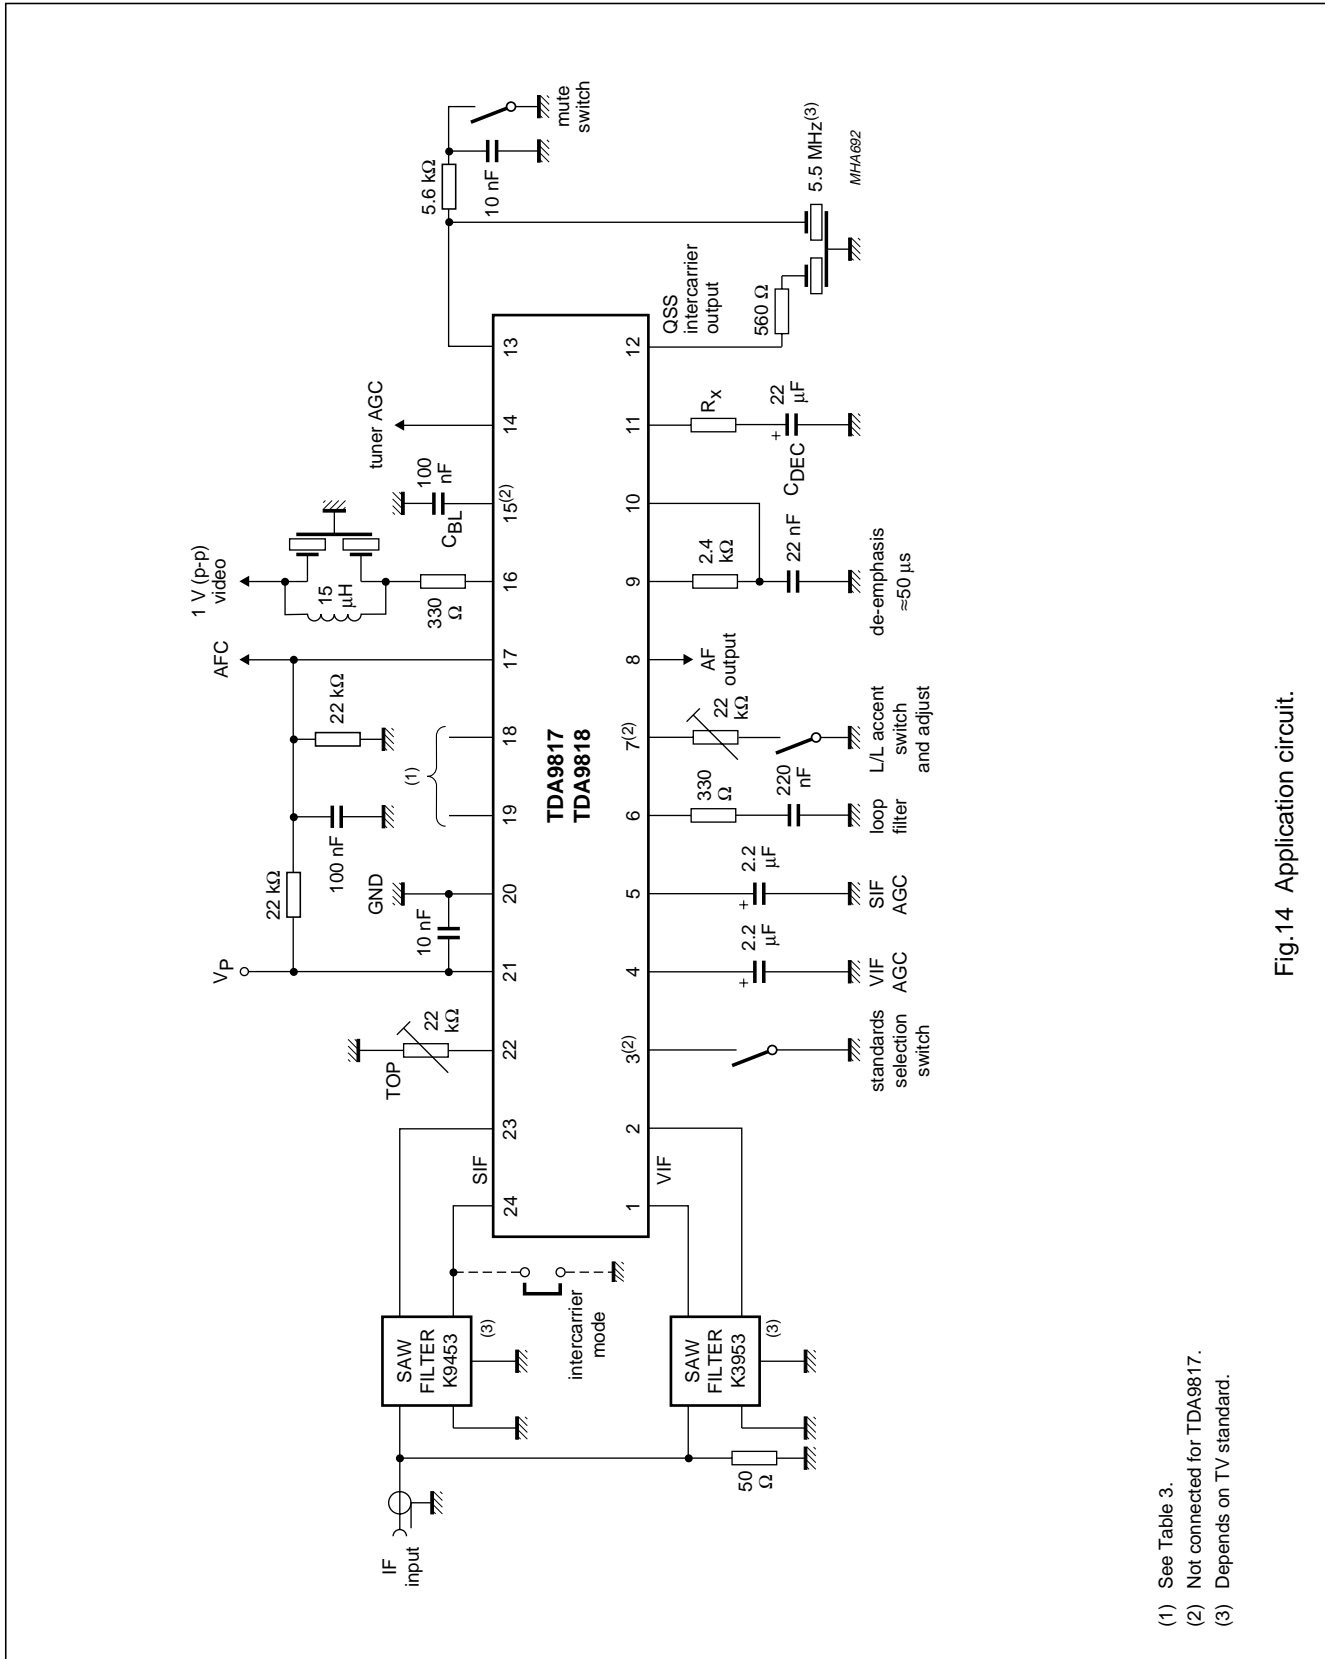 mute
switch
5.6 kΩ
10 nF
5.5 MHz(3)
MHA692
QSS
intercarrier
output
560 Ω
tuner AGC
100
nF
CBL
1 V (p-p)
video
15
µH
330
Ω
AFC
22 kΩ
22 kΩ
100 nF
(1)
GND
10 nF
VP
22
kΩ
TOP
13
14
15(2)
16
17
18
19
20
21
22
23
24
SIF
TDA9817
TDA9818
VIF
12
11
10
9
8
7(2)
6
5
4
3(2)
2
1
RX
22
µF
+
CDEC
2.4
kΩ
22 nF
de-emphasis
≈50 µs
AF
output
22
kΩ
L/L accent
switch
and adjust
330
Ω
220
nF
loop
filter
2.2
µF
+
SIF
AGC
2.2
µF
+
VIF
AGC
standards
selection
switch
SAW
FILTER
K9453
(3)
intercarrier
mode
SAW
FILTER
K3953
(3)
50
Ω
IF
input
(1) See Table 3.
(2) Not connected for TDA9817.
(3) Depends on TV standard.
Fig.14 Application circuit.